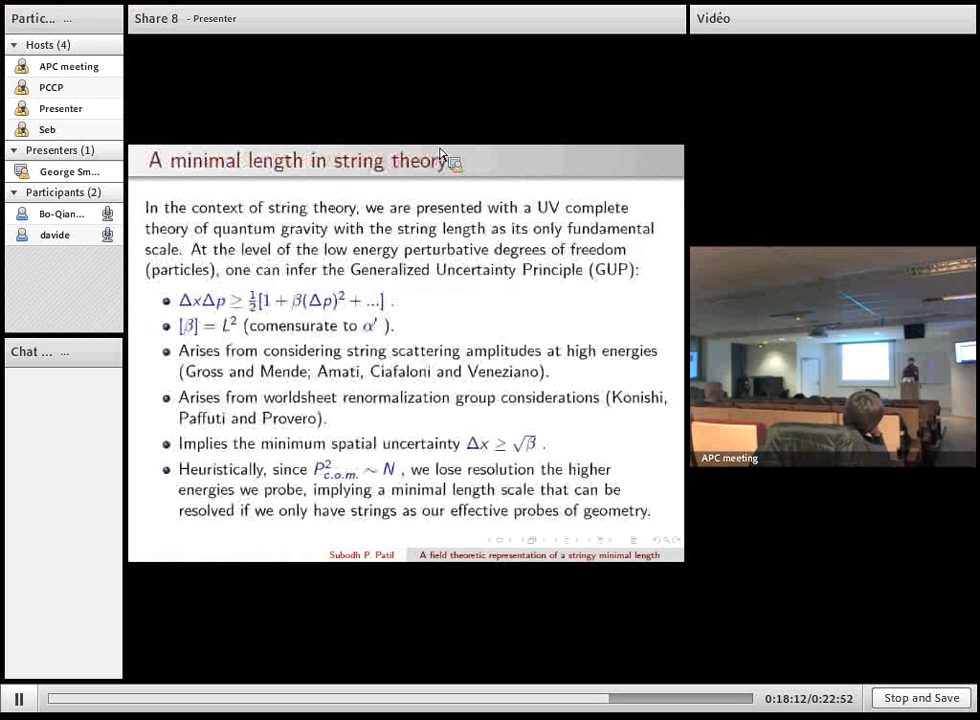 Partic... ...
Hosts (4)
APC meeting
PCCP
Presenter
Seb
Presenters (1)
George Sm...
Participants (2)
Bo-Qian...
davide
Chat ... ...
Share 8 - Presenter
A minimal length in string theory
In the context of string theory, we are presented with a UV complete
theory of quantum gravity with the string length as its only fundamental
scale. At the level of the low energy perturbative degrees of freedom
(particles), one can infer the Generalized Uncertainty Principle (GUP):
• ΔxΔp ≥ ½[1 + β(Δp)² + ...] .
• [β] = L² (comensurate to α′ ).
• Arises from considering string scattering amplitudes at high energies
(Gross and Mende; Amati, Ciafaloni and Veneziano).
• Arises from worldsheet renormalization group considerations (Konishi,
Paffuti and Provero).
• Implies the minimum spatial uncertainty Δx ≥ √β .
• Heuristically, since P²c.o.m. ∼ N , we lose resolution the higher
energies we probe, implying a minimal length scale that can be
resolved if we only have strings as our effective probes of geometry.
Subodh P. Patil A field theoretic representation of a stringy minimal length
Vidéo
APC meeting
0:18:12/0:22:52
Stop and Save